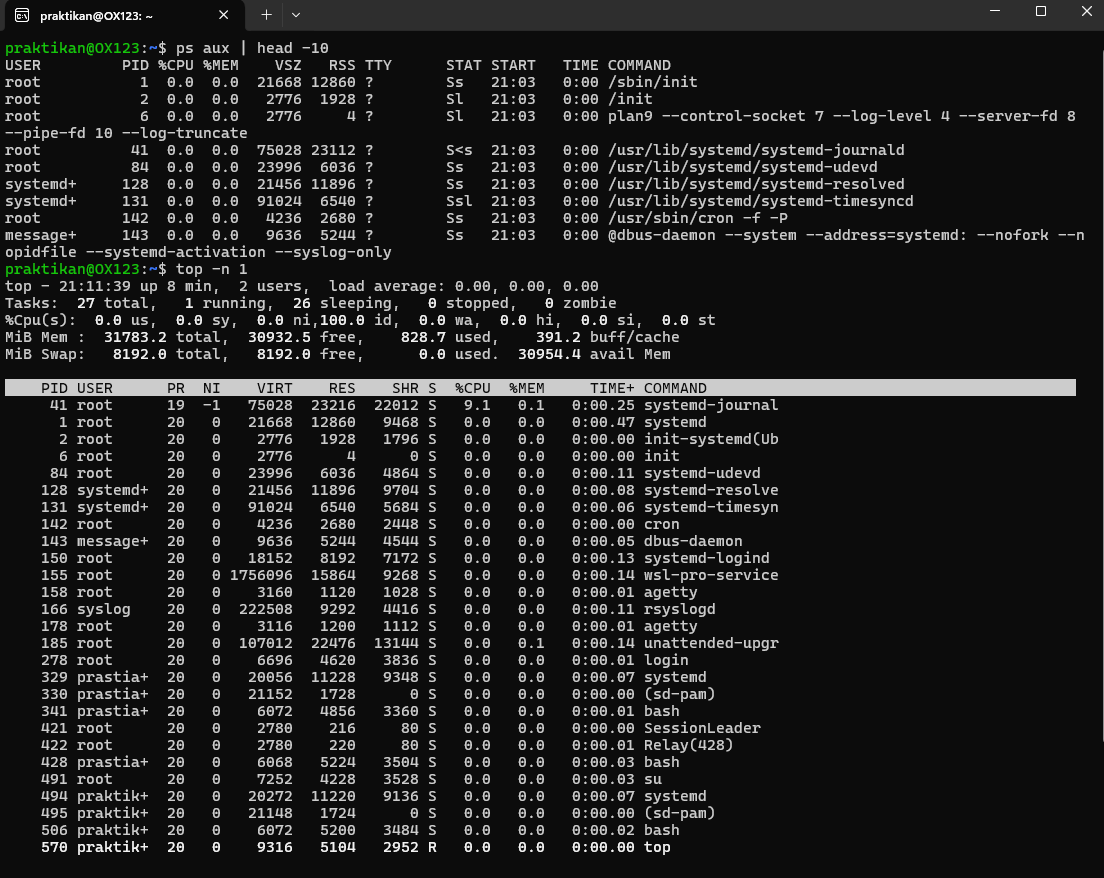 praktikan@OX123: ~
praktikan@OX123:~$ ps aux | head -10
USER         PID %CPU %MEM    VSZ   RSS TTY      STAT START   TIME COMMAND
root           1  0.0  0.0  21668 12860 ?        Ss   21:03   0:00 /sbin/init
root           2  0.0  0.0   2776  1928 ?        Sl   21:03   0:00 /init
root           6  0.0  0.0   2776     4 ?        Sl   21:03   0:00 plan9 --control-socket 7 --log-level 4 --server-fd 8
--pipe-fd 10 --log-truncate
root          41  0.0  0.0  75028 23112 ?        S<s  21:03   0:00 /usr/lib/systemd/systemd-journald
root          84  0.0  0.0  23996  6036 ?        Ss   21:03   0:00 /usr/lib/systemd/systemd-udevd
systemd+     128  0.0  0.0  21456 11896 ?        Ss   21:03   0:00 /usr/lib/systemd/systemd-resolved
systemd+     131  0.0  0.0  91024  6540 ?        Ssl  21:03   0:00 /usr/lib/systemd/systemd-timesyncd
root         142  0.0  0.0   4236  2680 ?        Ss   21:03   0:00 /usr/sbin/cron -f -P
message+     143  0.0  0.0   9636  5244 ?        Ss   21:03   0:00 @dbus-daemon --system --address=systemd: --nofork --n
opidfile --systemd-activation --syslog-only
praktikan@OX123:~$ top -n 1
top - 21:11:39 up 8 min,  2 users,  load average: 0.00, 0.00, 0.00
Tasks:  27 total,   1 running,  26 sleeping,   0 stopped,   0 zombie
%Cpu(s):  0.0 us,  0.0 sy,  0.0 ni,100.0 id,  0.0 wa,  0.0 hi,  0.0 si,  0.0 st
MiB Mem :  31783.2 total,  30932.5 free,    828.7 used,    391.2 buff/cache
MiB Swap:   8192.0 total,   8192.0 free,      0.0 used.  30954.4 avail Mem
    PID USER      PR  NI    VIRT    RES    SHR S  %CPU  %MEM     TIME+ COMMAND
     41 root      19  -1   75028  23216  22012 S   9.1   0.1   0:00.25 systemd-journal
      1 root      20   0   21668  12860   9468 S   0.0   0.0   0:00.47 systemd
      2 root      20   0    2776   1928   1796 S   0.0   0.0   0:00.00 init-systemd(Ub
      6 root      20   0    2776      4      0 S   0.0   0.0   0:00.00 init
     84 root      20   0   23996   6036   4864 S   0.0   0.0   0:00.11 systemd-udevd
    128 systemd+  20   0   21456  11896   9704 S   0.0   0.0   0:00.08 systemd-resolve
    131 systemd+  20   0   91024   6540   5684 S   0.0   0.0   0:00.06 systemd-timesyn
    142 root      20   0    4236   2680   2448 S   0.0   0.0   0:00.00 cron
    143 message+  20   0    9636   5244   4544 S   0.0   0.0   0:00.05 dbus-daemon
    150 root      20   0   18152   8192   7172 S   0.0   0.0   0:00.13 systemd-logind
    155 root      20   0 1756096  15864   9268 S   0.0   0.0   0:00.14 wsl-pro-service
    158 root      20   0    3160   1120   1028 S   0.0   0.0   0:00.01 agetty
    166 syslog    20   0  222508   9292   4416 S   0.0   0.0   0:00.11 rsyslogd
    178 root      20   0    3116   1200   1112 S   0.0   0.0   0:00.01 agetty
    185 root      20   0  107012  22476  13144 S   0.0   0.1   0:00.14 unattended-upgr
    278 root      20   0    6696   4620   3836 S   0.0   0.0   0:00.01 login
    329 prastia+  20   0   20056  11228   9348 S   0.0   0.0   0:00.07 systemd
    330 prastia+  20   0   21152   1728      0 S   0.0   0.0   0:00.00 (sd-pam)
    341 prastia+  20   0    6072   4856   3360 S   0.0   0.0   0:00.01 bash
    421 root      20   0    2780    216     80 S   0.0   0.0   0:00.00 SessionLeader
    422 root      20   0    2780    220     80 S   0.0   0.0   0:00.01 Relay(428)
    428 prastia+  20   0    6068   5224   3504 S   0.0   0.0   0:00.03 bash
    491 root      20   0    7252   4228   3528 S   0.0   0.0   0:00.03 su
    494 praktik+  20   0   20272  11220   9136 S   0.0   0.0   0:00.07 systemd
    495 praktik+  20   0   21148   1724      0 S   0.0   0.0   0:00.00 (sd-pam)
    506 praktik+  20   0    6072   5200   3484 S   0.0   0.0   0:00.02 bash
    570 praktik+  20   0    9316   5104   2952 R   0.0   0.0   0:00.00 top